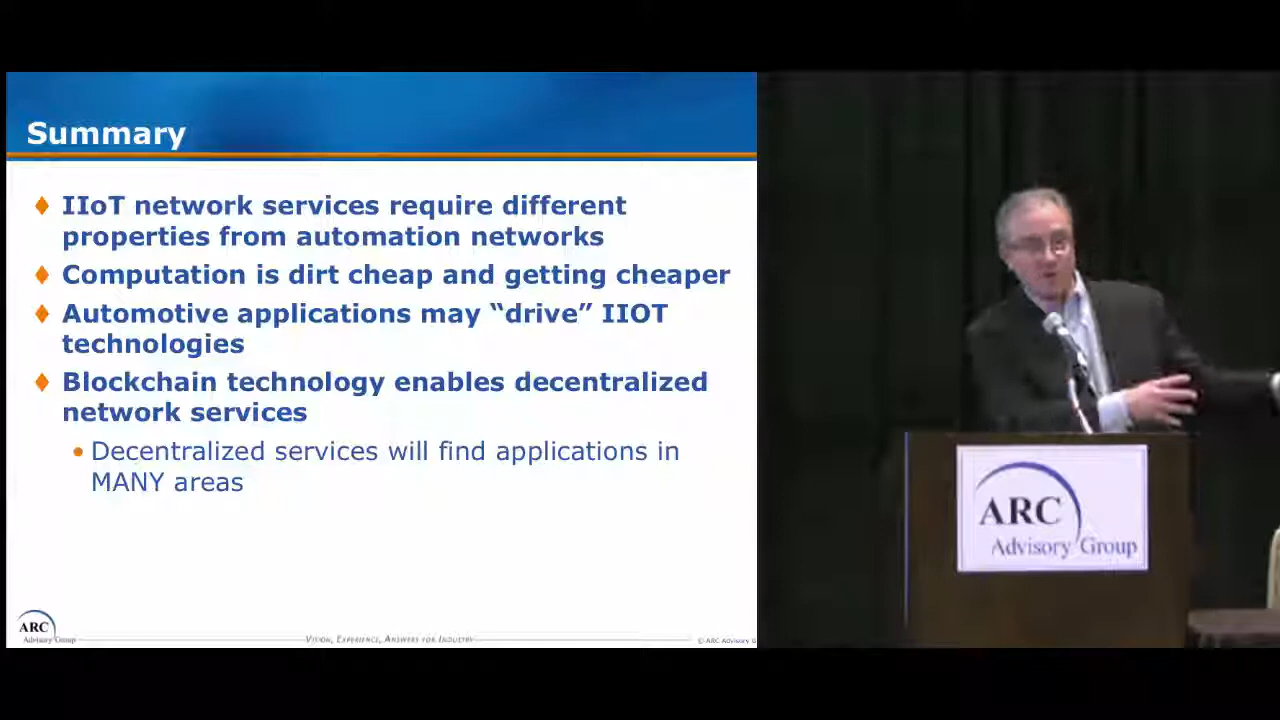 Summary
IIoT network services require different
properties from automation networks
Computation is dirt cheap and getting cheaper
Automotive applications may “drive” IIOT
technologies
Blockchain technology enables decentralized
network services
Decentralized services will find applications in
MANY areas
ARC
Advisory Group
VISION, EXPERIENCE, ANSWERS FOR INDUSTRY
© ARC Advisory G
ARC
Advisory Group